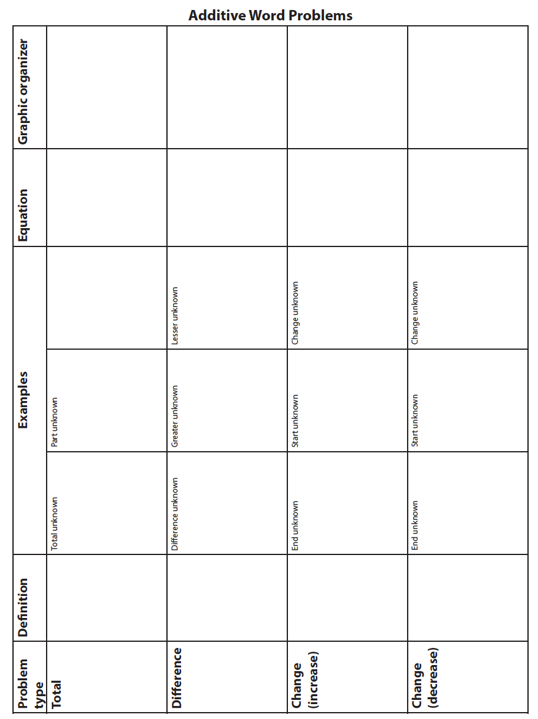 Additive Word Problems
Problem
type
Definition
Examples
Equation
Graphic organizer
Total
Total unknown
Part unknown
Difference
Difference unknown
Greater unknown
Lesser unknown
Change
(increase)
End unknown
Start unknown
Change unknown
Change
(decrease)
End unknown
Start unknown
Change unknown